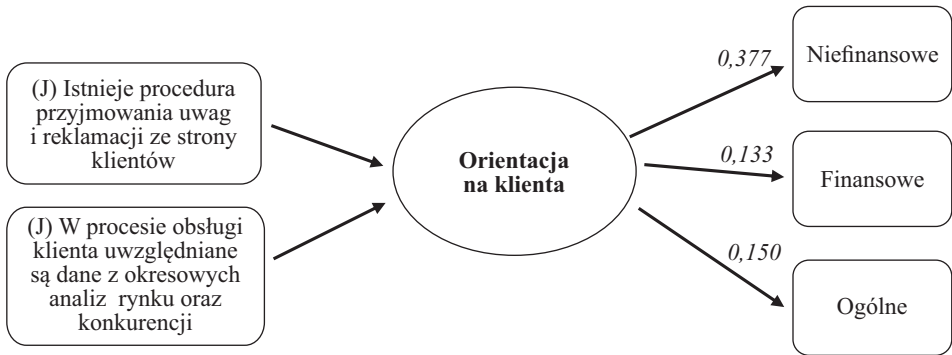 (J) Istnieje procedura
przyjmowania uwag
i reklamacji ze strony
klientów
(J) W procesie obsługi
klienta uwzględniane
są dane z okresowych
analiz rynku oraz
konkurencji
Orientacja
na klienta
0,377
0,133
0,150
Niefinansowe
Finansowe
Ogólne